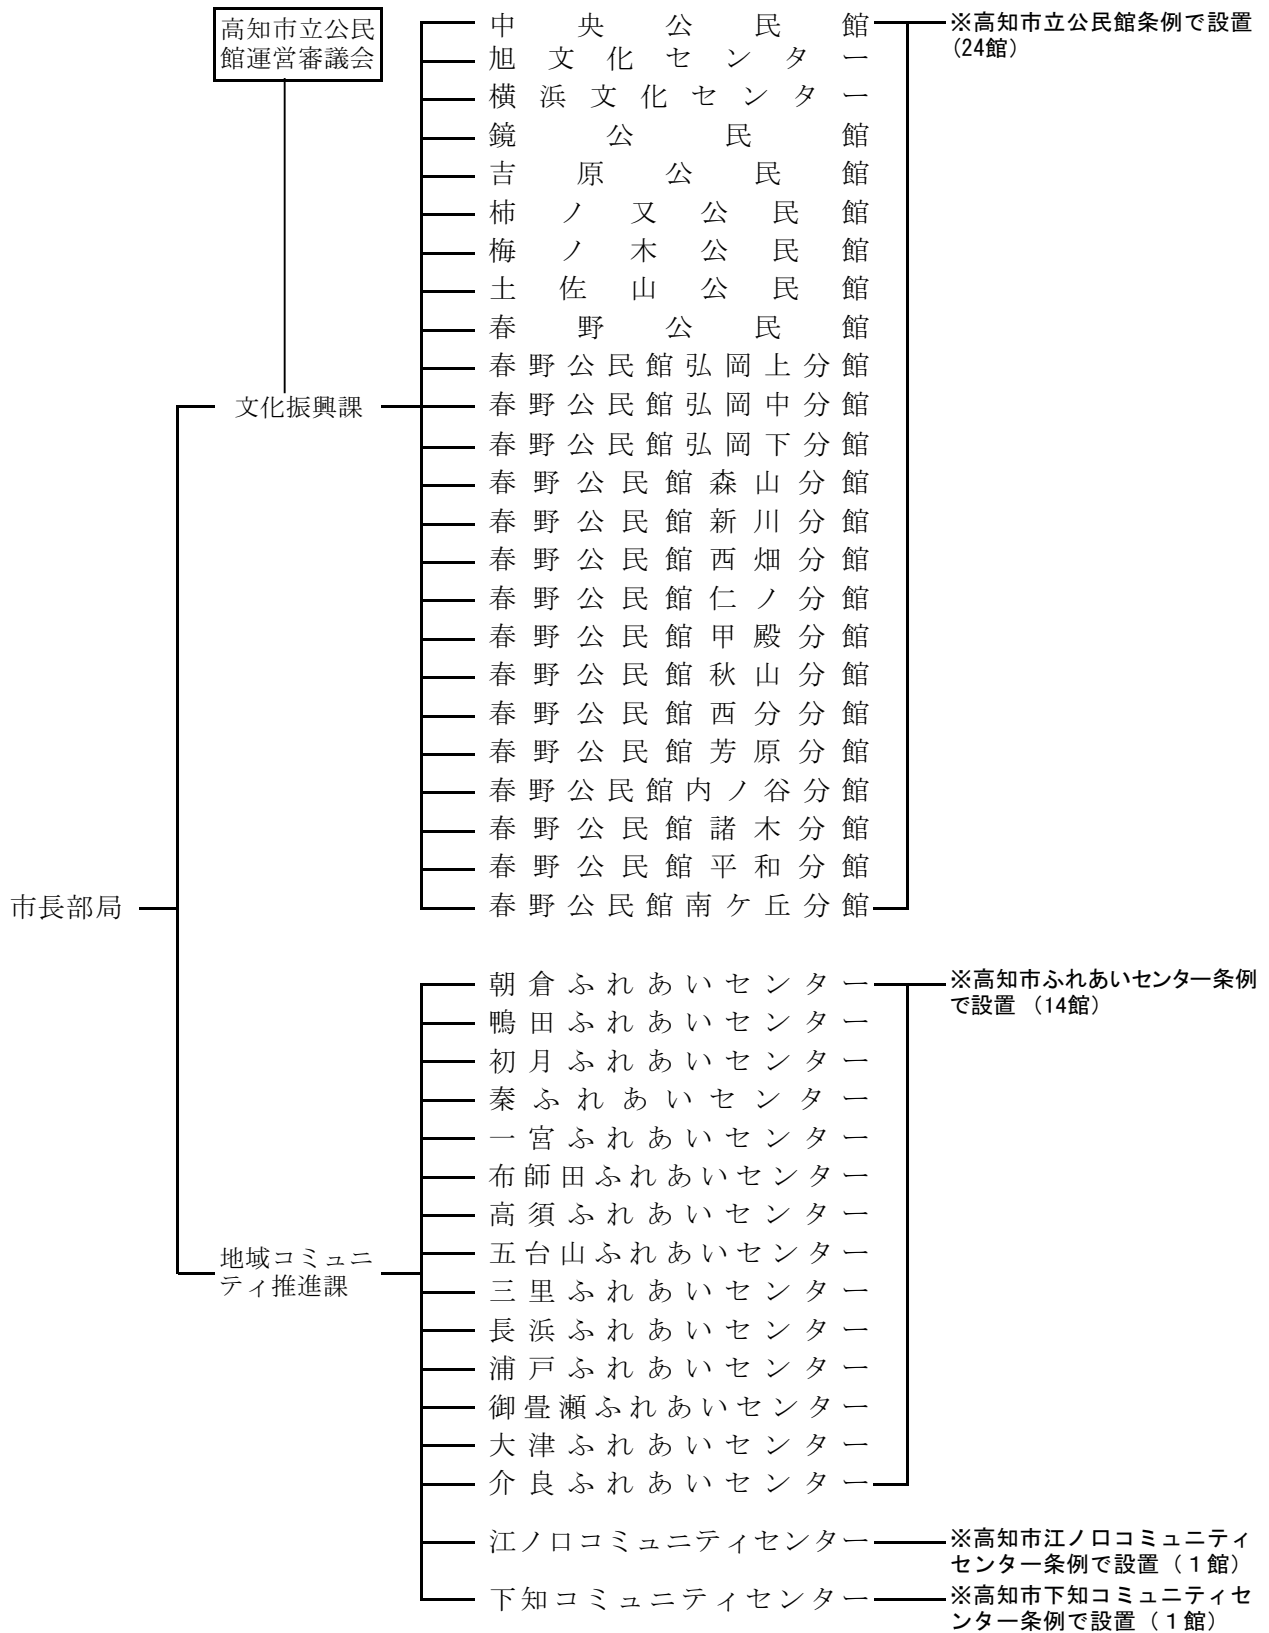 高知市立公民
館運営審議会
中央公民館
※高知市立公民館条例で設置
(24館)
旭文化センター
横浜文化センター
鏡公民館
吉原公民館
柿ノ又公民館
梅ノ木公民館
土佐山公民館
春野公民館
春野公民館弘岡上分館
文化振興課
春野公民館弘岡中分館
春野公民館弘岡下分館
春野公民館森山分館
春野公民館新川分館
春野公民館西畑分館
春野公民館仁ノ分館
春野公民館甲殿分館
春野公民館秋山分館
春野公民館西分分館
春野公民館芳原分館
春野公民館内ノ谷分館
春野公民館諸木分館
春野公民館平和分館
市長部局
春野公民館南ケ丘分館
朝倉ふれあいセンター
※高知市ふれあいセンター条例
で設置（14館）
鴨田ふれあいセンター
初月ふれあいセンター
秦ふれあいセンター
一宮ふれあいセンター
布師田ふれあいセンター
高須ふれあいセンター
地域コミュニ
ティ推進課
五台山ふれあいセンター
三里ふれあいセンター
長浜ふれあいセンター
浦戸ふれあいセンター
御畳瀬ふれあいセンター
大津ふれあいセンター
介良ふれあいセンター
江ノ口コミュニティセンター
※高知市江ノ口コミュニティ
センター条例で設置（１館）
下知コミュニティセンター
※高知市下知コミュニティセ
ンター条例で設置（１館）